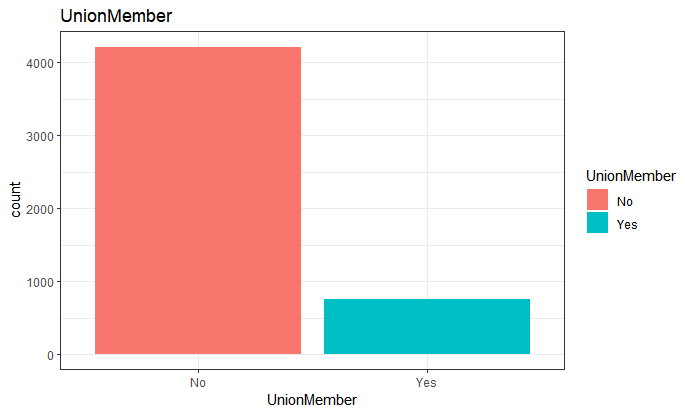 UnionMember
4000
3000
2000
1000
0
count
No
Yes
UnionMember
UnionMember
No
Yes